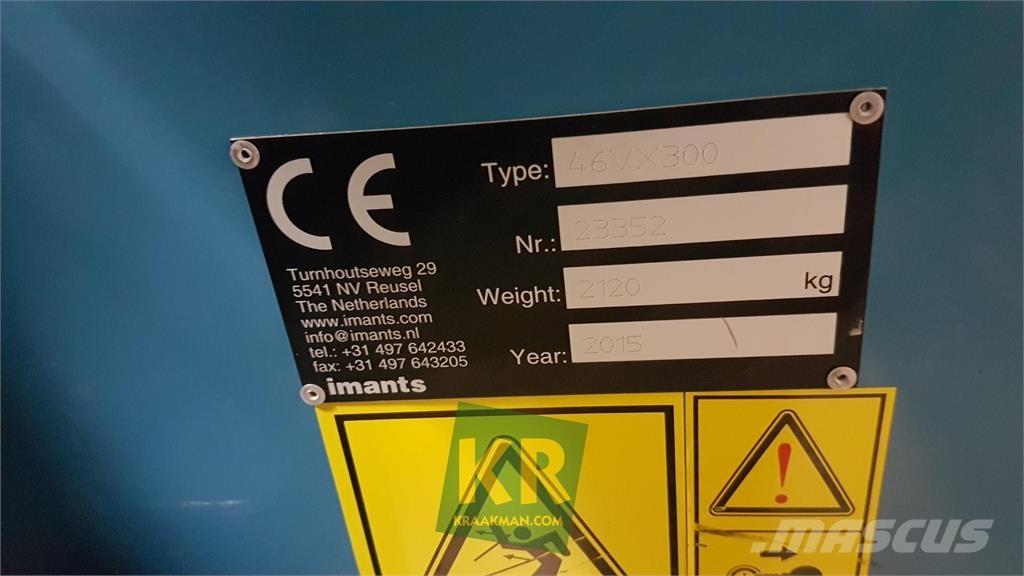 CE
Type: 46VX300
Nr.: 23352
Weight: 2120 kg
Year: 2015
Turnhoutseweg 29
5541 NV Reusel
The Netherlands
www.imants.com
info@imants.nl
tel.: +31 497 642433
fax: +31 497 643205
imants
KR
KRAAKMAN.COM
!
MASCUS